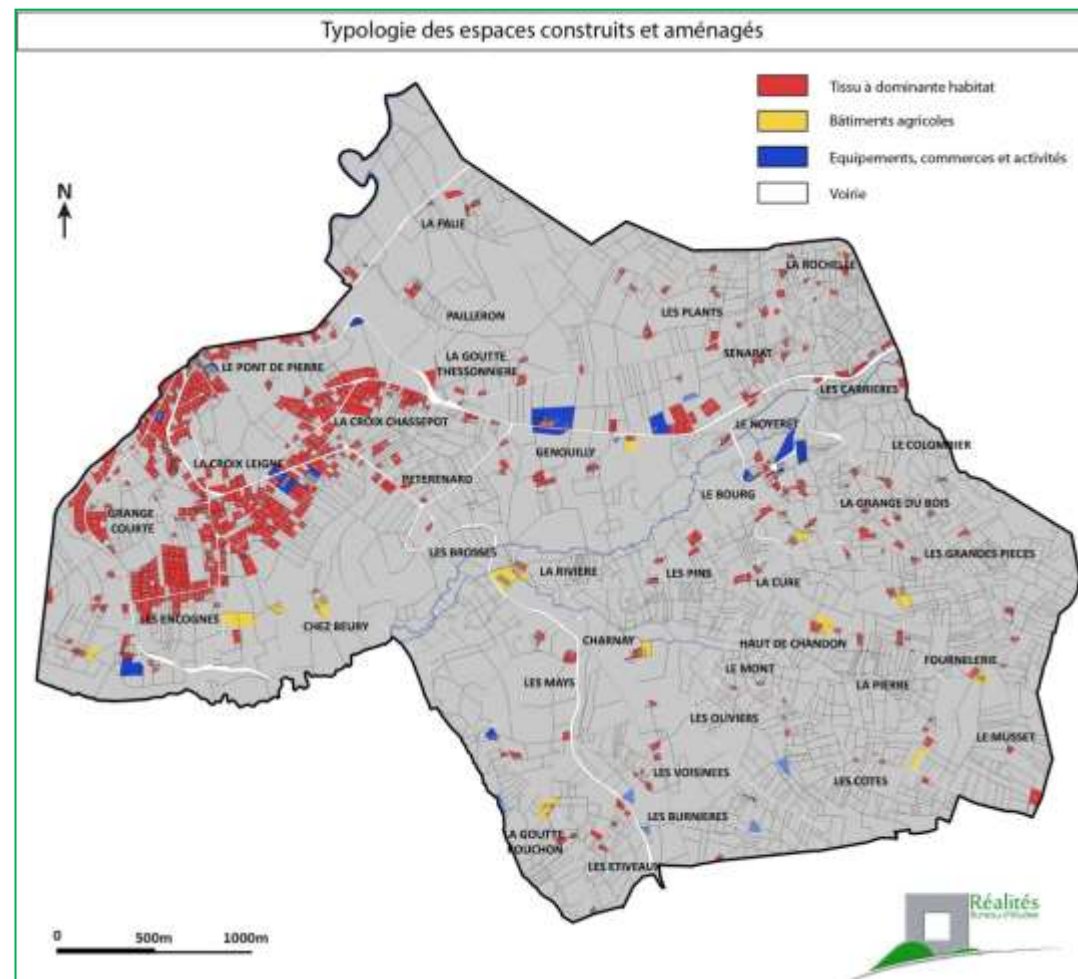 Typologie des espaces construits et aménagés
Tissu à dominante habitat
Bâtiments agricoles
Equipements, commerces et activités
Voirie
N
LA PALIE
LA ROCHELLE
PAILLERON
LES PLANTS
LA GOUTTE
THESSONNIERE
SENARAT
LE PONT DE PIERRE
LES CARRIERES
LA CROIX CHASSEPOT
LE NOYERET
LE COLOMBIER
GENOUILLY
LA CROIX LEIGNE
PETERENARD
LE BOURG
LA GRANGE DU BOIS
GRANGE
COURTE
LES BROSSES
LES GRANDES PIECES
LA RIVIERE
LES PINS
LA CURE
LES ENCOGNES
CHEZ BEURY
CHARNAY
HAUT DE CHANDON
FOURNELERIE
LE MONT
LES MAYS
LA PIERRE
LES OLIVIERS
LE MUSSET
LES VOISINEES
LES COTES
LES BURNIERES
LA GOUTTE
LES ETIVEAUX
0
500m
1000m
Réalités
Bureau d'études